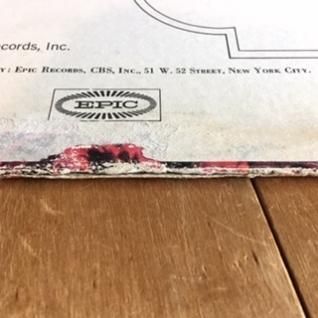 ecords, Inc.
y: Epic Records, CBS, Inc., 51 W. 52 Street, New York City.
EPIC